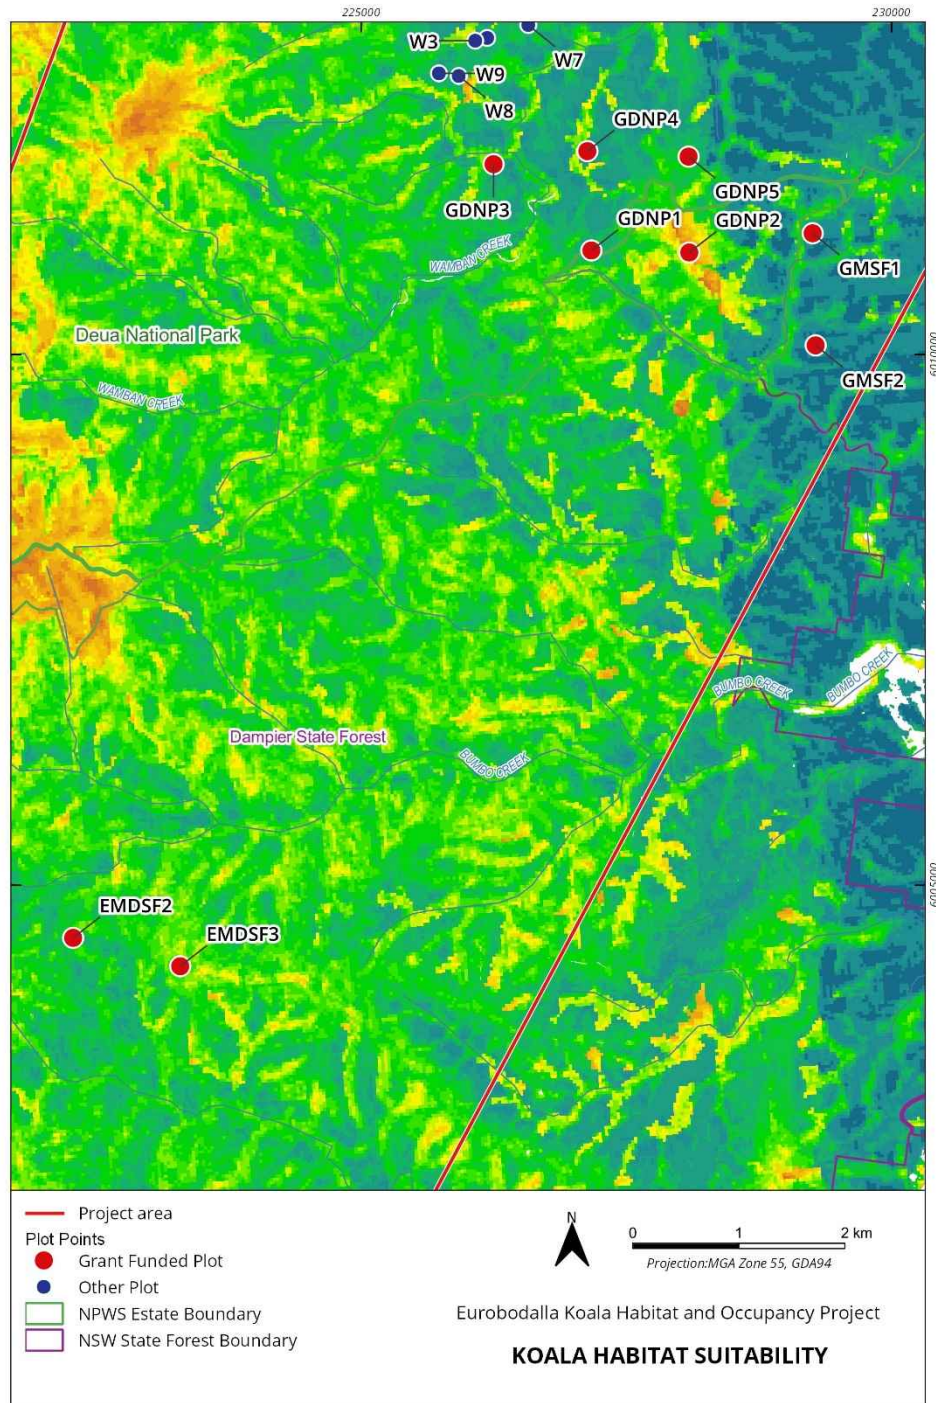 225000
230000
W3
W7
W9
W8
GDNP4
GDNP5
GDNP3
GDNP1
GDNP2
GMSF1
WAMBAN CREEK
Deua National Park
6010000
GMSF2
WAMBAN CREEK
BUMBO CREEK
BUMBO CREEK
Dampier State Forest
BUMBO CREEK
6005000
EMDSF2
EMDSF3
Project area
Plot Points
Grant Funded Plot
Other Plot
NPWS Estate Boundary
NSW State Forest Boundary
N
0 1 2 km
Projection:MGA Zone 55, GDA94
Eurobodalla Koala Habitat and Occupancy Project
KOALA HABITAT SUITABILITY